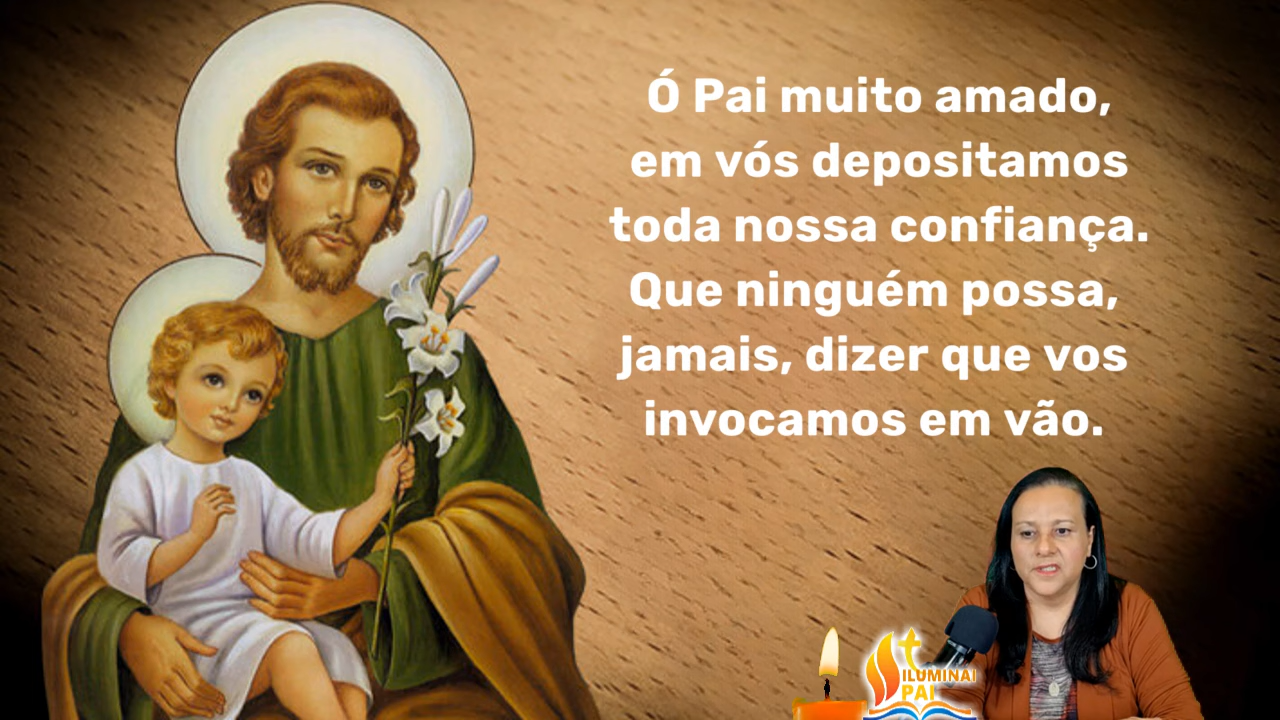 Ó Pai muito amado,
em vós depositamos
toda nossa confiança.
Que ninguém possa,
jamais, dizer que vos
invocamos em vão.
ILUMINAI
PAI